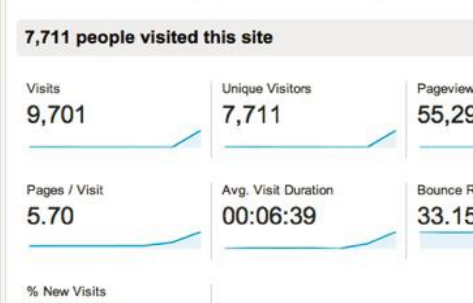 7,711 people visited this site
Visits Unique Visitors Pageview
9,701 7,711 55,29
Pages / Visit Avg. Visit Duration Bounce R
5.70 00:06:39 33.15
% New Visits